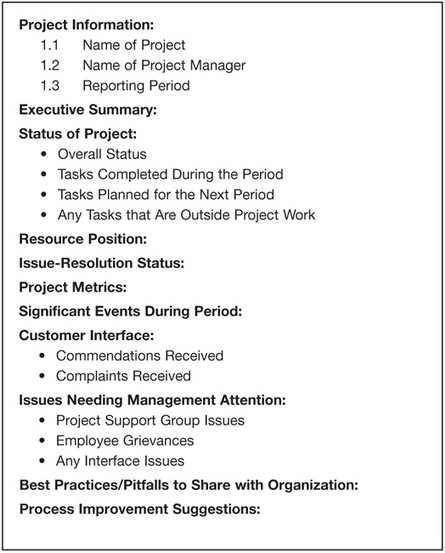 Project Information:
1.1 Name of Project
1.2 Name of Project Manager
1.3 Reporting Period
Executive Summary:
Status of Project:
• Overall Status
• Tasks Completed During the Period
• Tasks Planned for the Next Period
• Any Tasks that Are Outside Project Work
Resource Position:
Issue-Resolution Status:
Project Metrics:
Significant Events During Period:
Customer Interface:
• Commendations Received
• Complaints Received
Issues Needing Management Attention:
• Project Support Group Issues
• Employee Grievances
• Any Interface Issues
Best Practices/Pitfalls to Share with Organization:
Process Improvement Suggestions: